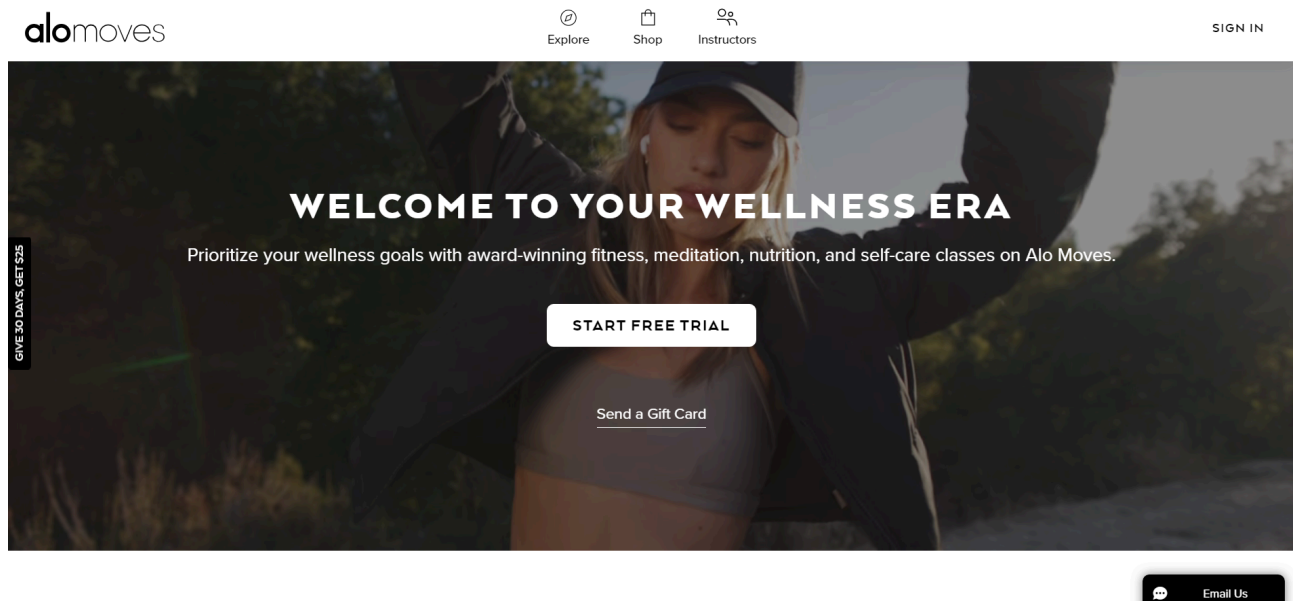 alomoves
Explore
Shop
Instructors
SIGN IN
WELCOME TO YOUR WELLNESS ERA
Prioritize your wellness goals with award-winning fitness, meditation, nutrition, and self-care classes on Alo Moves.
GIVE 30 DAYS, GET $25
START FREE TRIAL
Send a Gift Card
Email Us